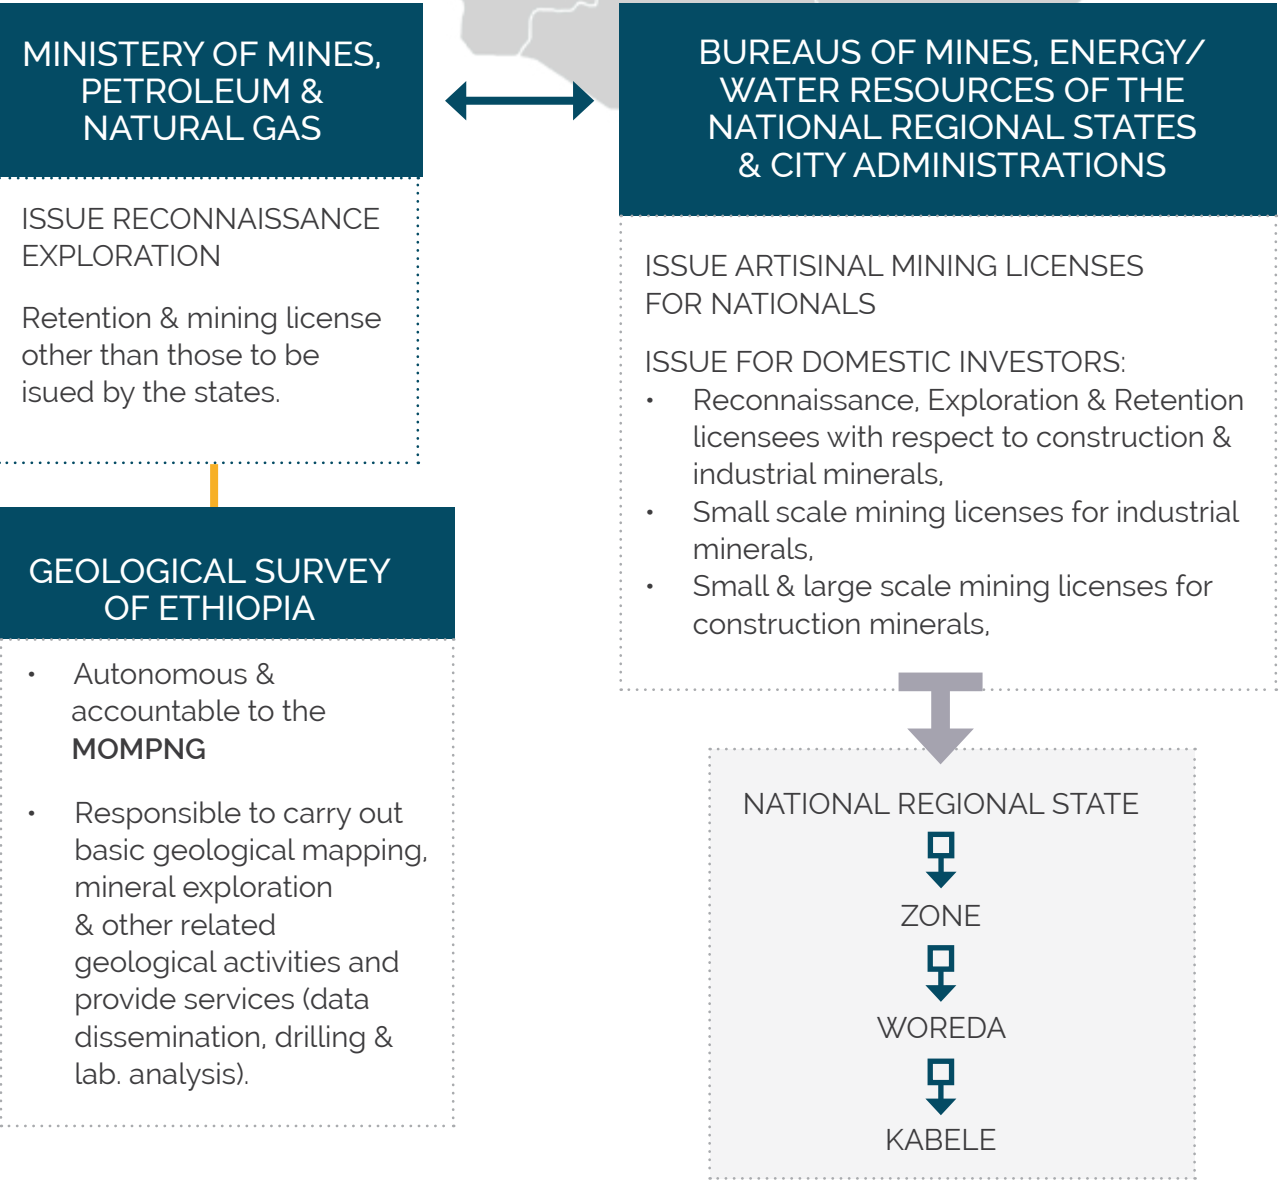 MINISTERY OF MINES,
PETROLEUM &
NATURAL GAS
ISSUE RECONNAISSANCE
EXPLORATION
Retention & mining license
other than those to be
isued by the states.
GEOLOGICAL SURVEY
OF ETHIOPIA
• Autonomous &
accountable to the
MOMPNG
• Responsible to carry out
basic geological mapping,
mineral exploration
& other related
geological activities and
provide services (data
dissemination, drilling &
lab. analysis).
BUREAUS OF MINES, ENERGY/
WATER RESOURCES OF THE
NATIONAL REGIONAL STATES
& CITY ADMINISTRATIONS
ISSUE ARTISINAL MINING LICENSES
FOR NATIONALS
ISSUE FOR DOMESTIC INVESTORS:
• Reconnaissance, Exploration & Retention
licensees with respect to construction &
industrial minerals,
• Small scale mining licenses for industrial
minerals,
• Small & large scale mining licenses for
construction minerals,
NATIONAL REGIONAL STATE
ZONE
WOREDA
KABELE